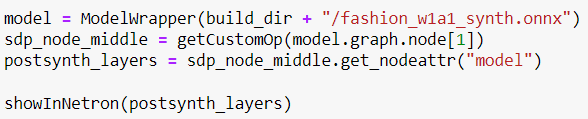 model = ModelWrapper(build_dir + "/fashion_w1a1_synth.onnx")
sdp_node_middle = getCustomOp(model.graph.node[1])
postsynth_layers = sdp_node_middle.get_nodeattr("model")
showInNetron(postsynth_layers)